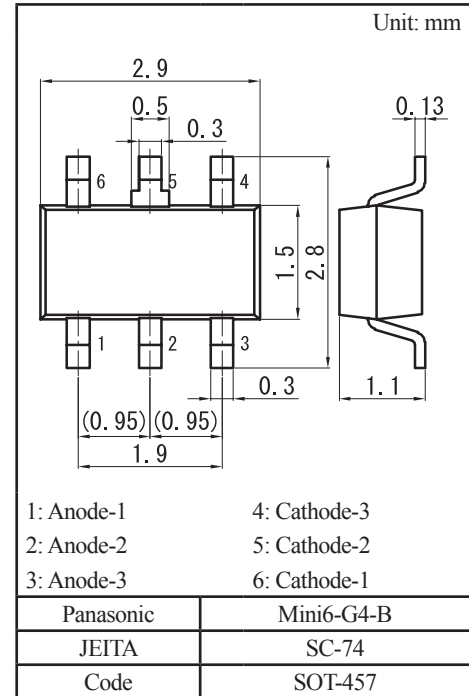 Unit: mm
2.9
0.5
0.3
0.13
6
5
4
1.5
2.8
1
2
3
0.3
1.1
(0.95) (0.95)
1.9
1: Anode-1 4: Cathode-3
2: Anode-2 5: Cathode-2
3: Anode-3 6: Cathode-1
Panasonic Mini6-G4-B
JEITA SC-74
Code SOT-457